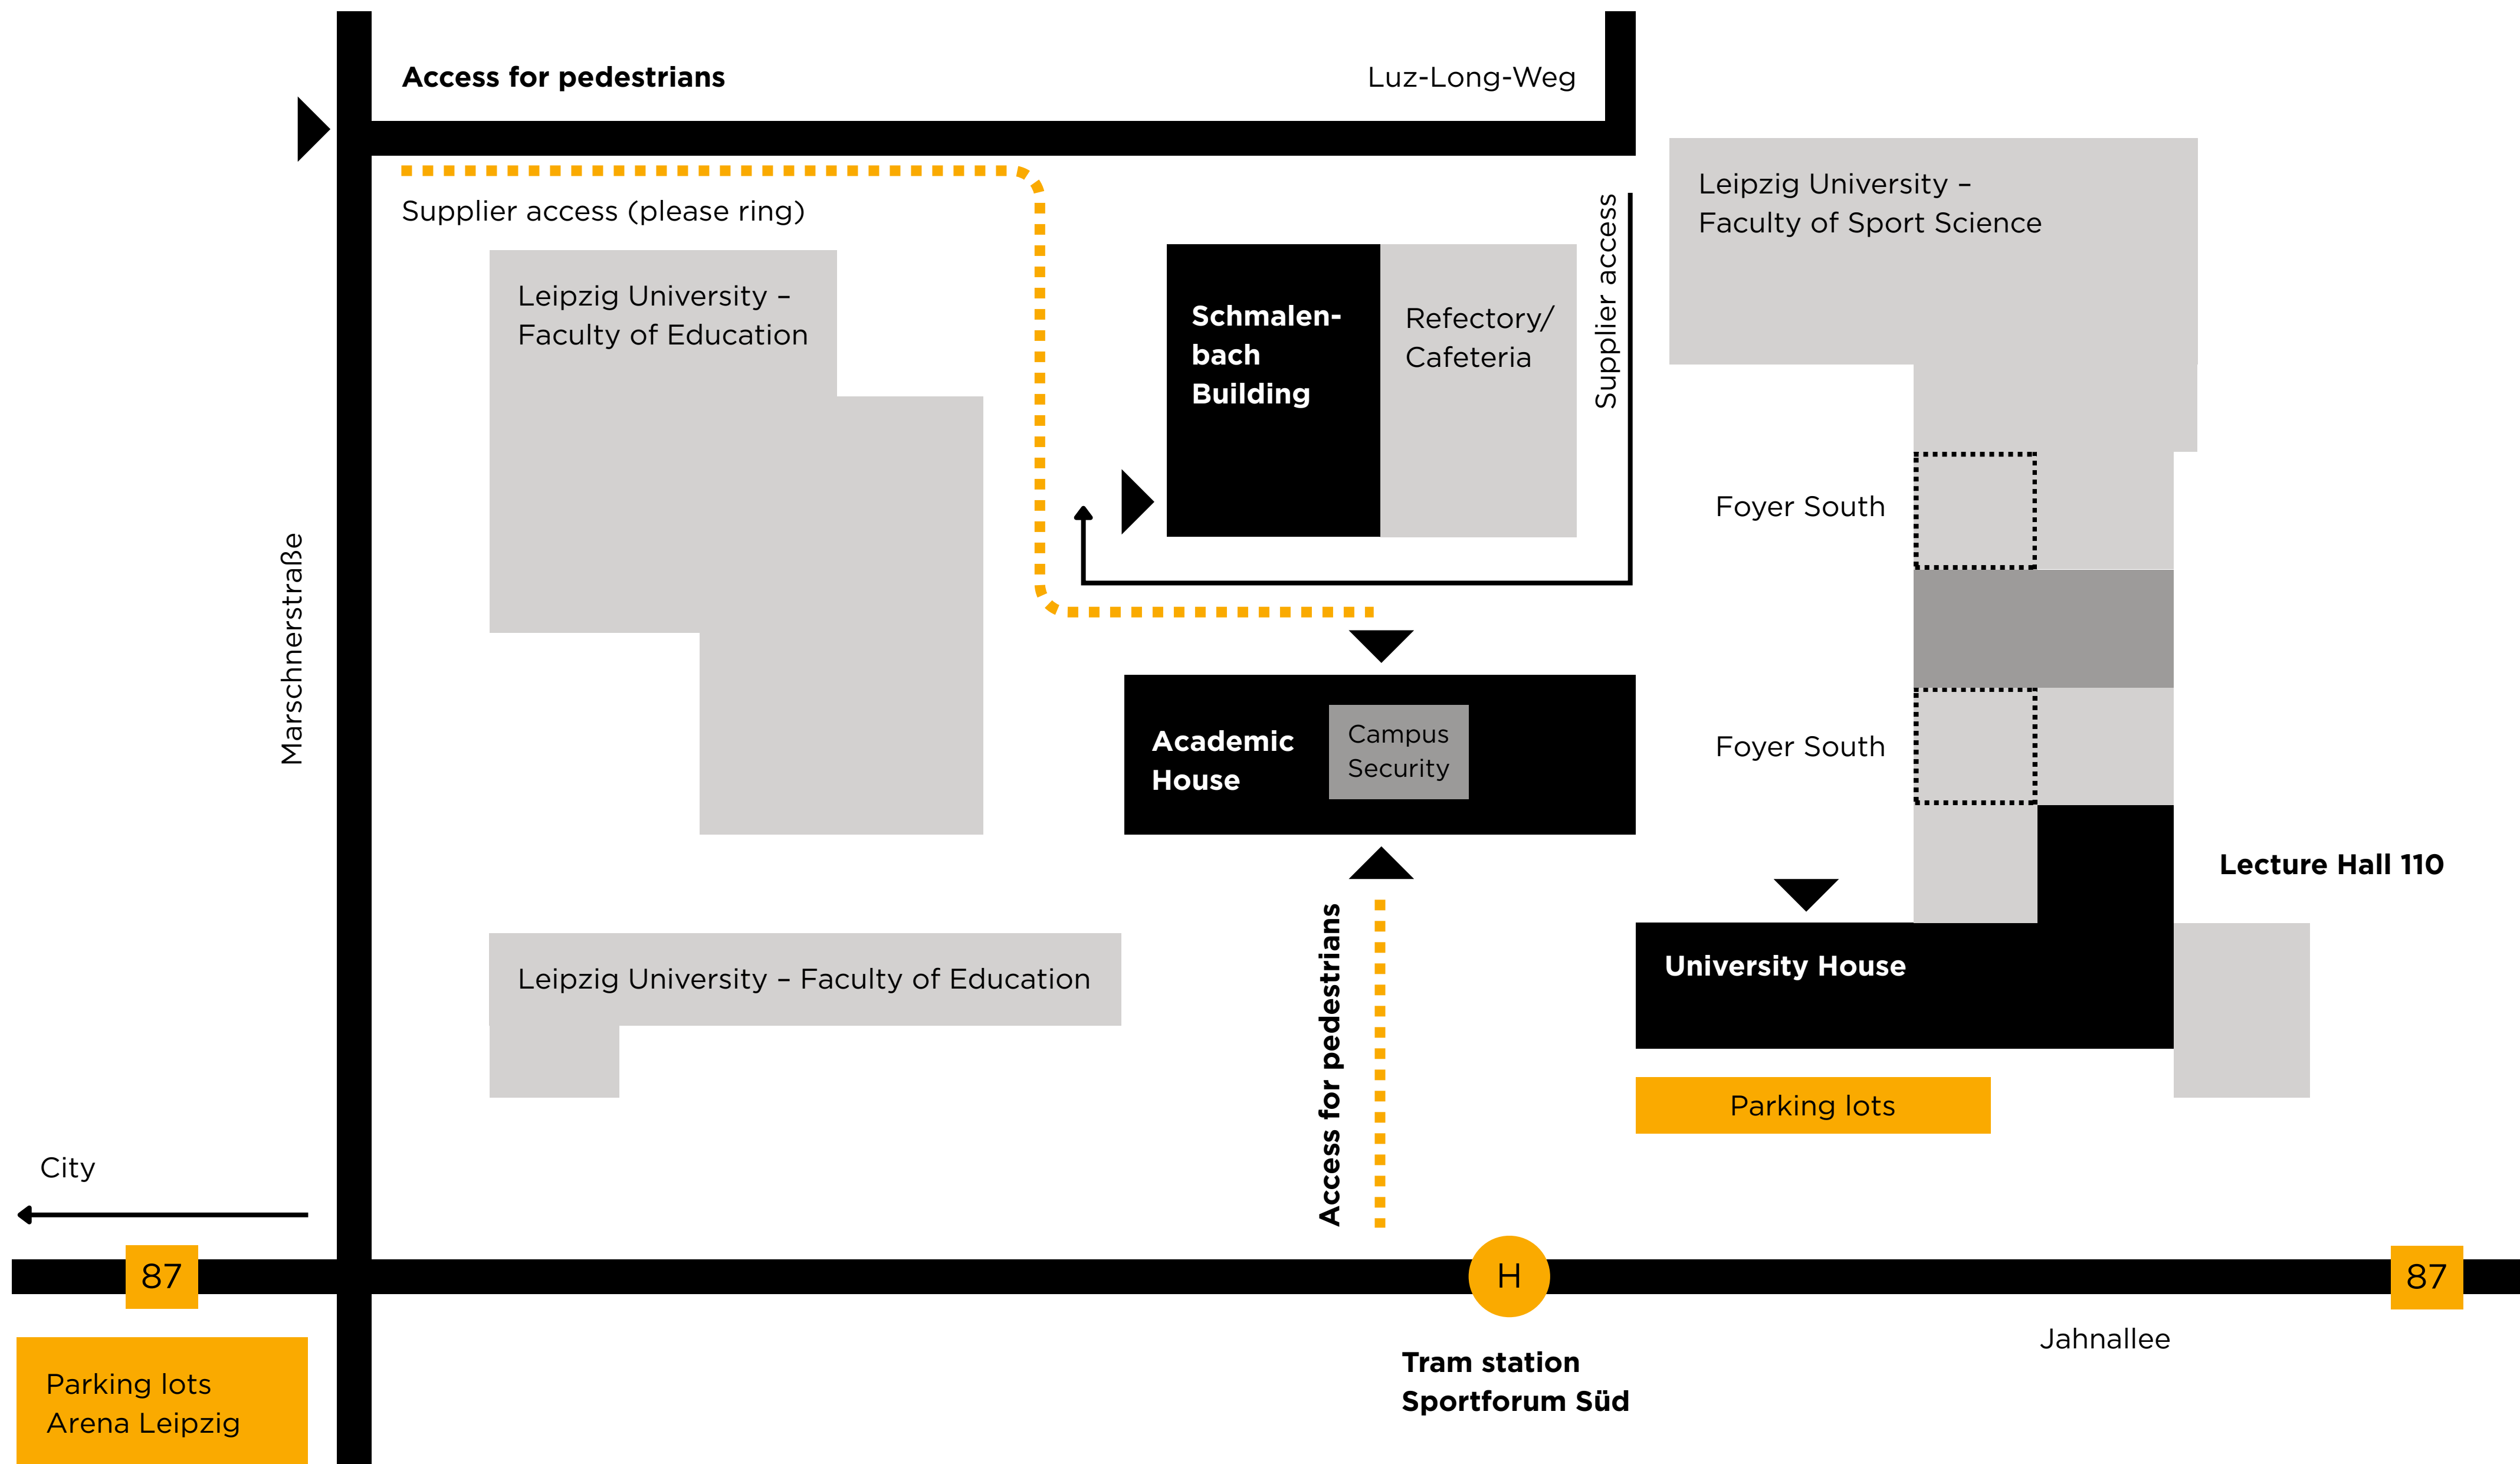 Access for pedestrians
Luz-Long-Weg
Supplier access (please ring)
Leipzig University –
Faculty of Education
Schmalen-
bach
Building
Refectory/
Cafeteria
Supplier access
Leipzig University –
Faculty of Sport Science
Foyer South
Marschnerstraße
Academic
House
Campus
Security
Foyer South
Lecture Hall 110
Leipzig University – Faculty of Education
Access for pedestrians
University House
Parking lots
City
87
H
87
Jahnallee
Tram station
Sportforum Süd
Parking lots
Arena Leipzig